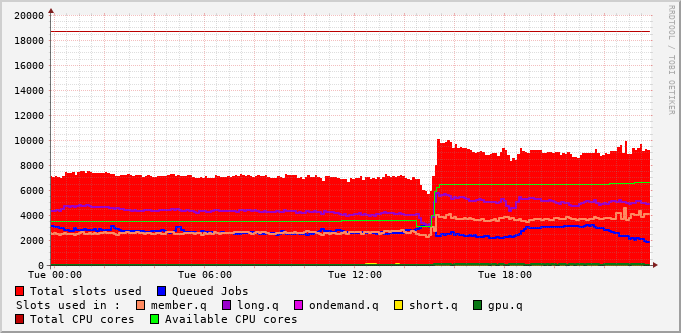 20000
18000
16000
14000
12000
10000
8000
6000
4000
2000
0
Tue 00:00 Tue 06:00 Tue 12:00 Tue 18:00
RRDTOOL / TOBI OETIKER
Total slots used Queued Jobs
Slots used in : member.q long.q ondemand.q short.q gpu.q
Total CPU cores Available CPU cores